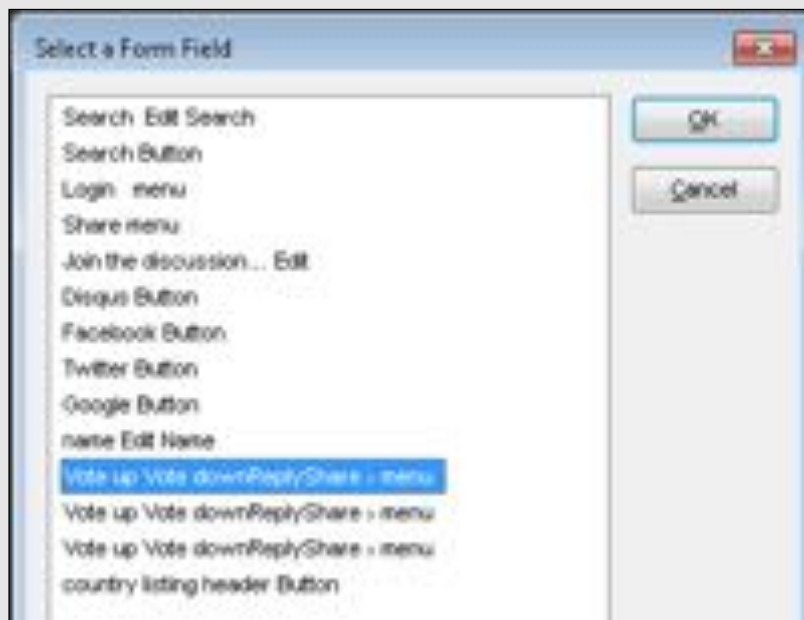 Select a Form Field
Search Edit Search
OK
Search Button
Login menu
Cancel
Share menu
Join the discussion... Edit
Disqus Button
Facebook Button
Twitter Button
Google Button
name Edit Name
Vote up Vote downReplyShare › menu
Vote up Vote downReplyShare › menu
Vote up Vote downReplyShare › menu
country listing header Button